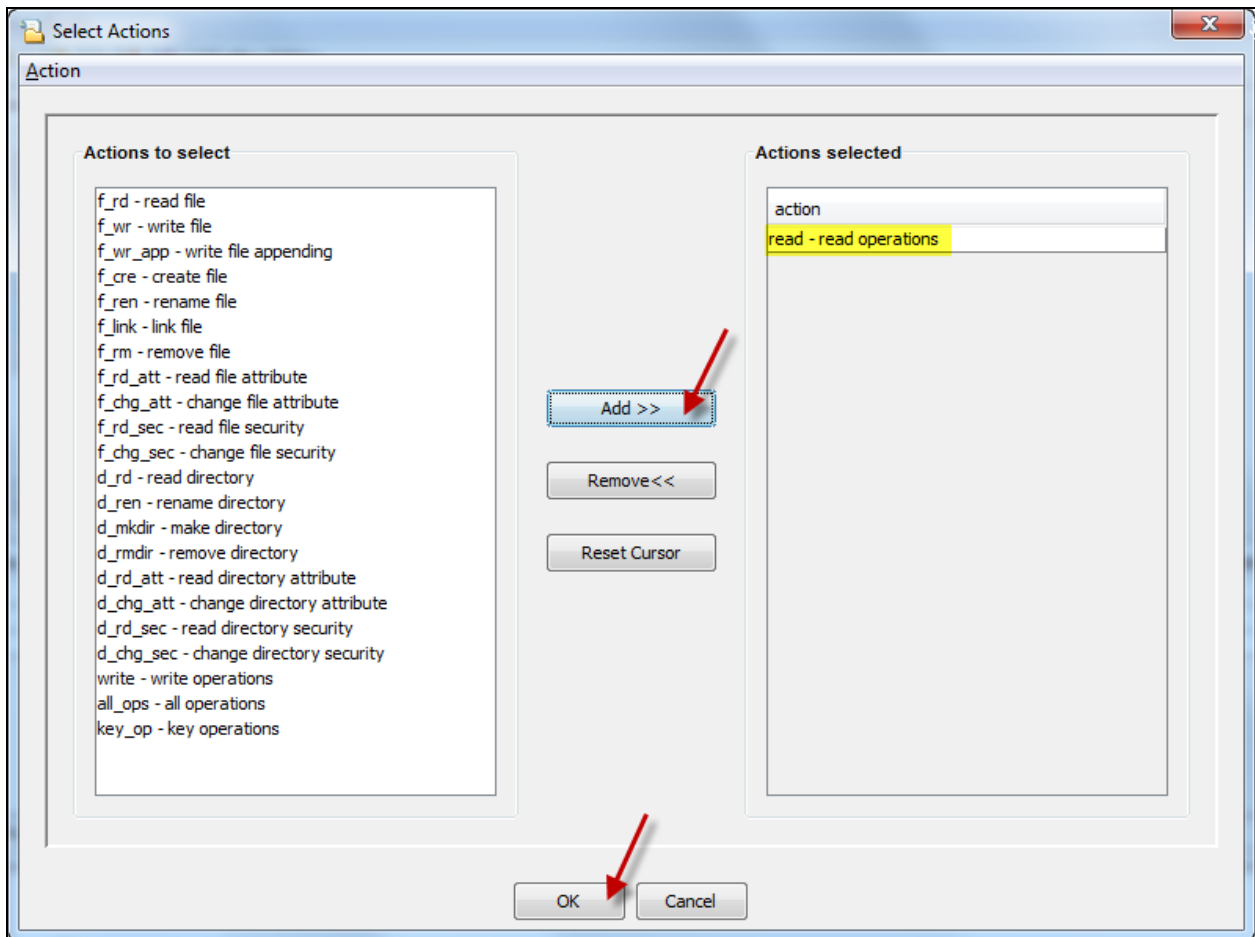 Select Actions
Action
Actions to select
f_rd - read file
f_wr - write file
f_wr_app - write file appending
f_cre - create file
f_ren - rename file
f_link - link file
f_rm - remove file
f_rd_att - read file attribute
f_chg_att - change file attribute
f_rd_sec - read file security
f_chg_sec - change file security
d_rd - read directory
d_ren - rename directory
d_mkdir - make directory
d_rmdir - remove directory
d_rd_att - read directory attribute
d_chg_att - change directory attribute
d_rd_sec - read directory security
d_chg_sec - change directory security
write - write operations
all_ops - all operations
key_op - key operations
Add >>
Remove<<
Reset Cursor
Actions selected
action
read - read operations
OK
Cancel